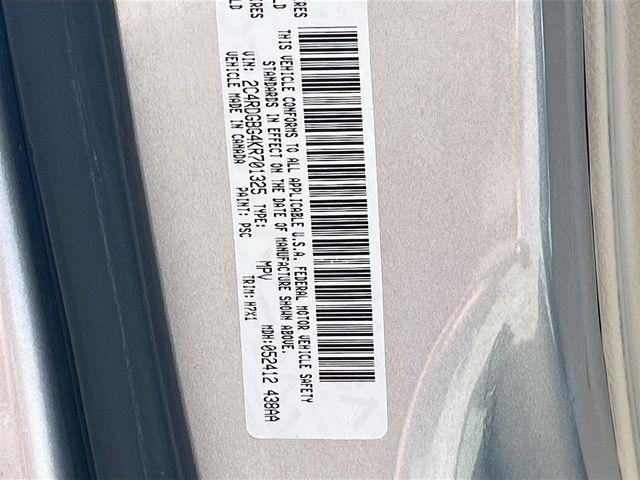 THIS VEHICLE CONFORMS TO ALL APPLICABLE U.S.A. FEDERAL MOTOR VEHICLE SAFETY
STANDARDS IN EFFECT ON THE DATE OF MANUFACTURE SHOWN ABOVE.
VIN: 2C4RDGBG4KR701325 TYPE: MPV MDH:052412 438AA
VEHICLE MADE IN CANADA PAINT: PSC TRIM: H7X1